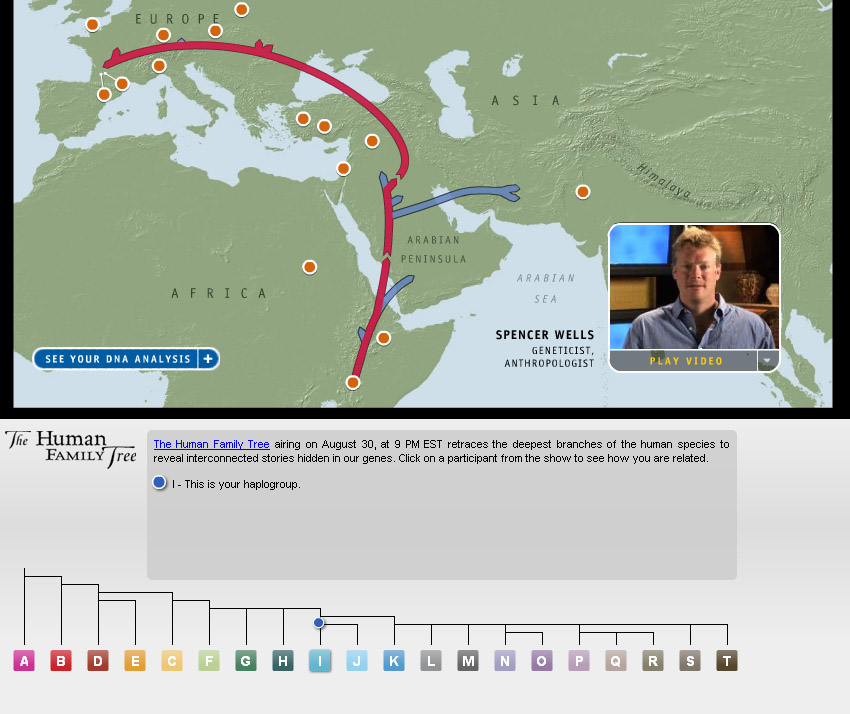 EUROPE
ASIA
Himalaya
ARABIAN
PENINSULA
ARABIAN
SEA
AFRICA
SPENCER WELLS
GENETICIST,
ANTHROPOLOGIST
SEE YOUR DNA ANALYSIS +
PLAY VIDEO
The Human
Family Tree
The Human Family Tree airing on August 30, at 9 PM EST retraces the deepest branches of the human species to
reveal interconnected stories hidden in our genes. Click on a participant from the show to see how you are related.
I - This is your haplogroup.
A B D E C F G H I J K L M N O P Q R S T